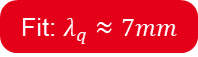 Fit: λ_q ≈ 7mm